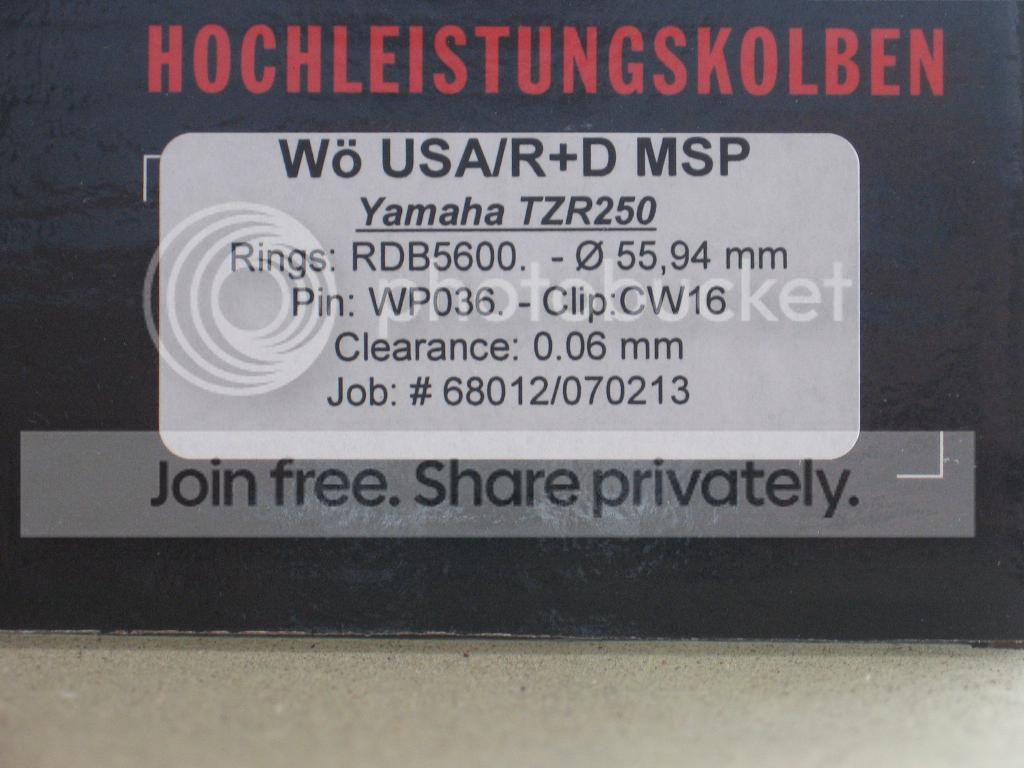 HOCHLEISTUNGSKOLBEN
Wö USA/R+D MSP
Yamaha TZR250
Rings: RDB5600. - Ø 55,94 mm
photobucket
Pin: WP036. - Clip:CW16
Clearance: 0.06 mm
Job: # 68012/070213
Join free. Share privately.